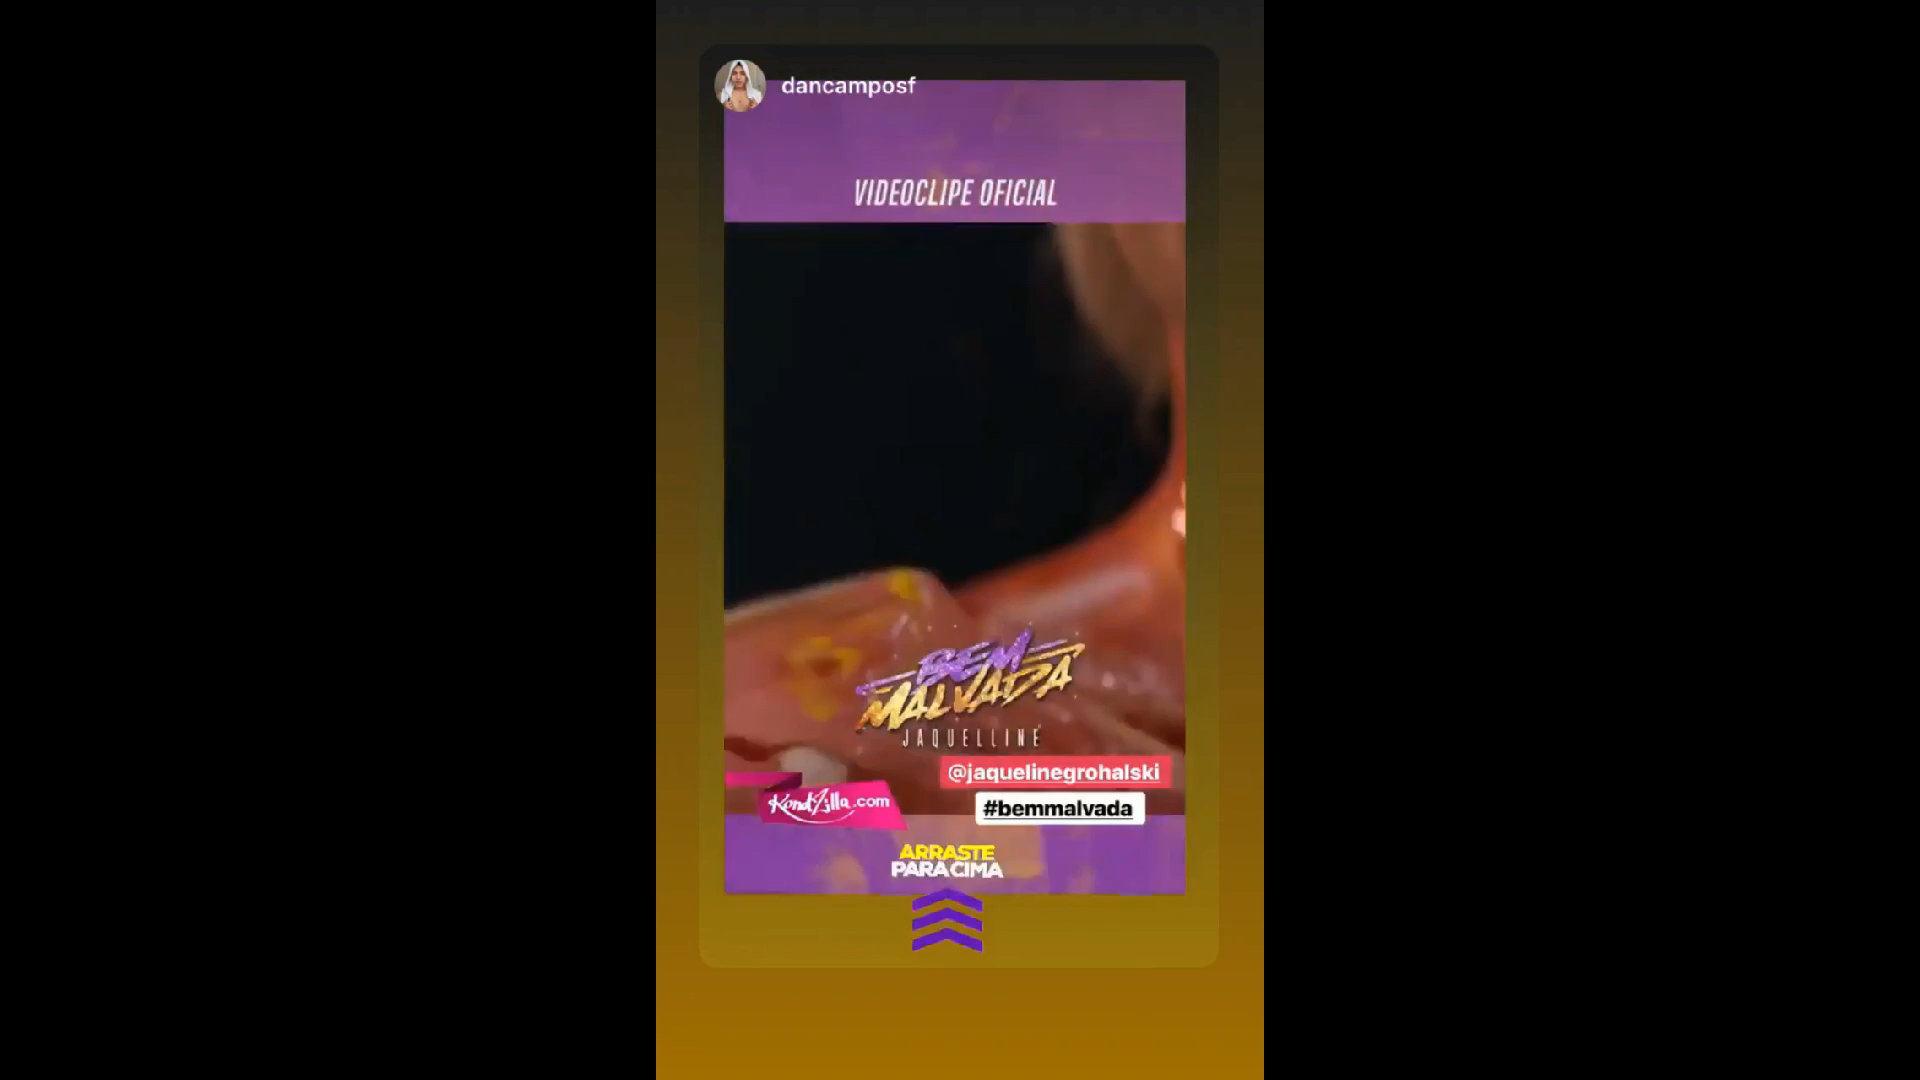 dancamposf
VIDEOCLIPE OFICIAL
BEM
MALVADA
JAQUELLINE
@jaquelinegrohalski
KondZilla.com
#bemmalvada
ARRASTE
PARA CIMA